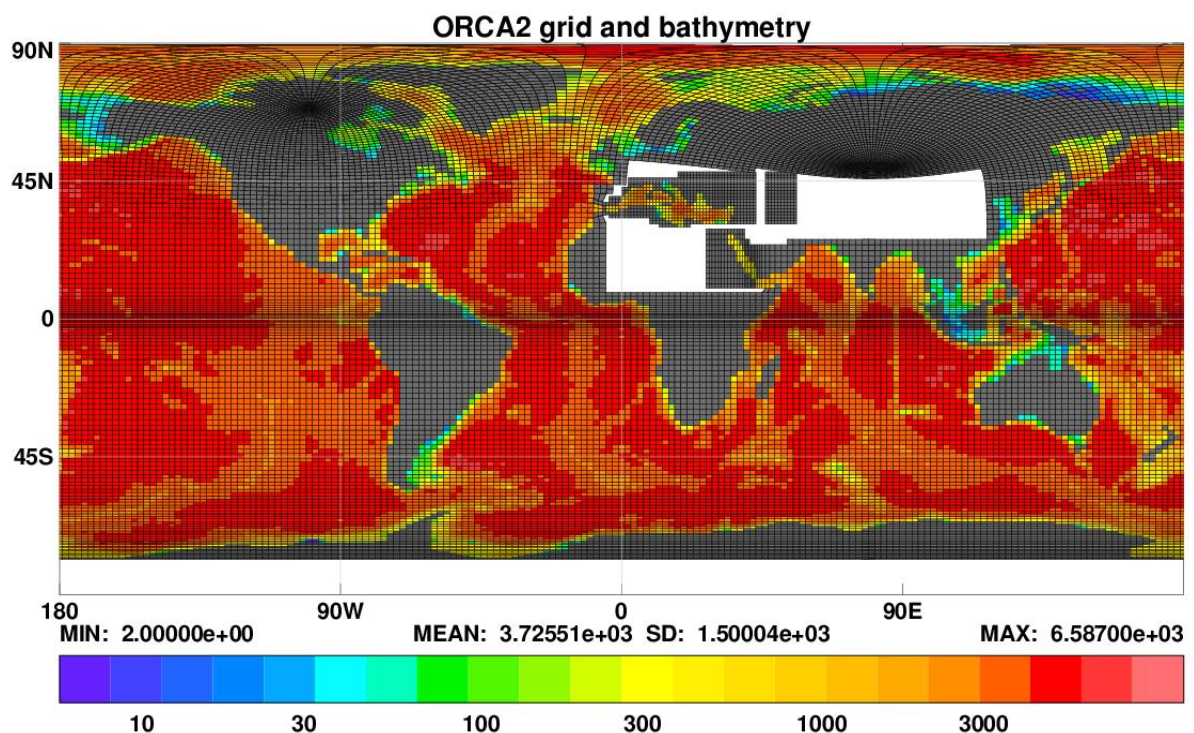 ORCA2 grid and bathymetry
90N
45N
0
45S
180 90W 0 90E
MIN: 2.00000e+00 MEAN: 3.72551e+03 SD: 1.50004e+03 MAX: 6.58700e+03
10 30 100 300 1000 3000